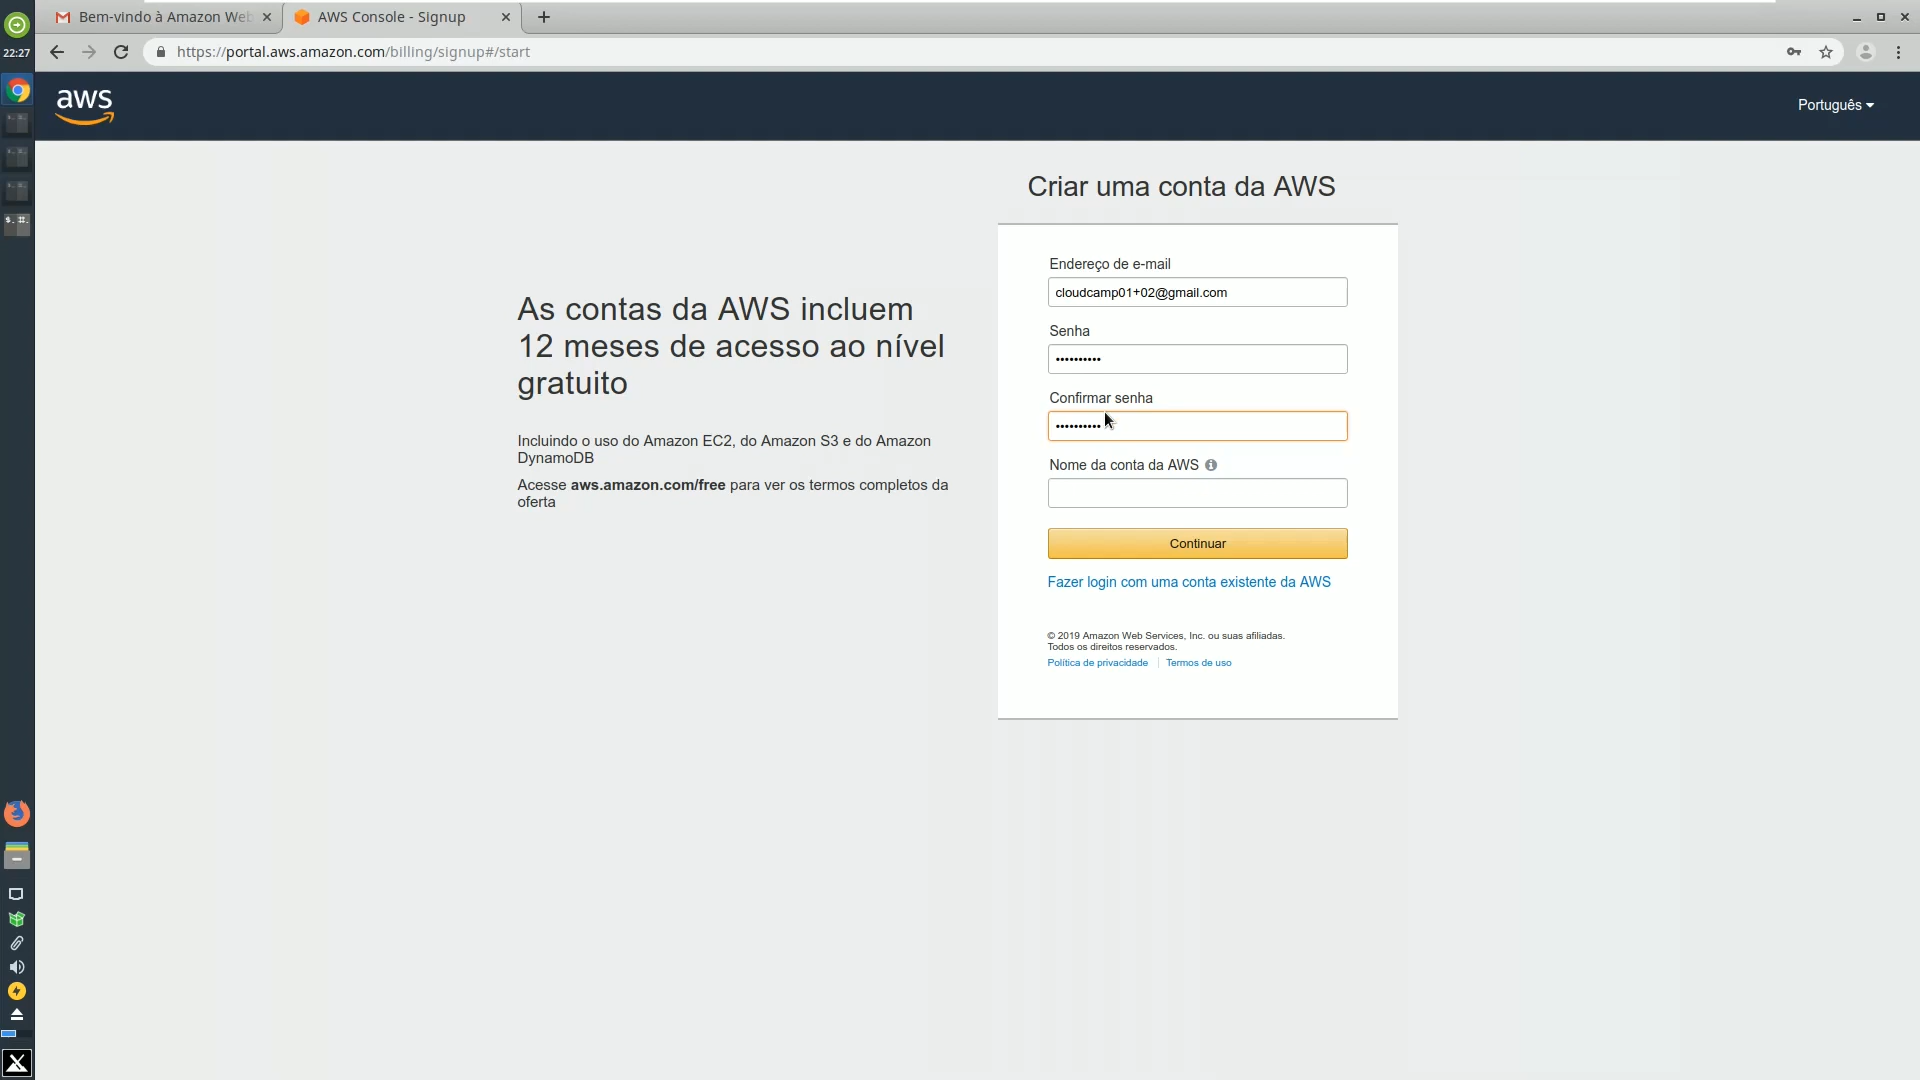 Bem-vindo à Amazon Web
AWS Console - Signup
22:27
https://portal.aws.amazon.com/billing/signup#/start
aws
Português
Criar uma conta da AWS
As contas da AWS incluem
12 meses de acesso ao nível
gratuito
Incluindo o uso do Amazon EC2, do Amazon S3 e do Amazon
DynamoDB
Acesse aws.amazon.com/free para ver os termos completos da
oferta
Endereço de e-mail
cloudcamp01+02@gmail.com
Senha
••••••••••
Confirmar senha
••••••••••
Nome da conta da AWS
Continuar
Fazer login com uma conta existente da AWS
© 2019 Amazon Web Services, Inc. ou suas afiliadas.
Todos os direitos reservados.
Política de privacidade
Termos de uso